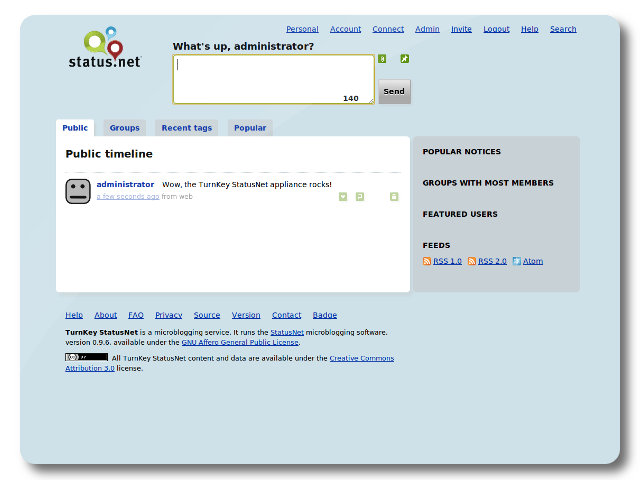 Personal Account Connect Admin Invite Logout Help Search
status.net
What's up, administrator?
140
Send
Public Groups Recent tags Popular
Public timeline
administrator Wow, the TurnKey StatusNet appliance rocks!
a few seconds ago from web
POPULAR NOTICES
GROUPS WITH MOST MEMBERS
FEATURED USERS
FEEDS
RSS 1.0 RSS 2.0 Atom
Help About FAQ Privacy Source Version Contact Badge
TurnKey StatusNet is a microblogging service. It runs the StatusNet microblogging software,
version 0.9.6, available under the GNU Affero General Public License.
All TurnKey StatusNet content and data are available under the Creative Commons
Attribution 3.0 license.